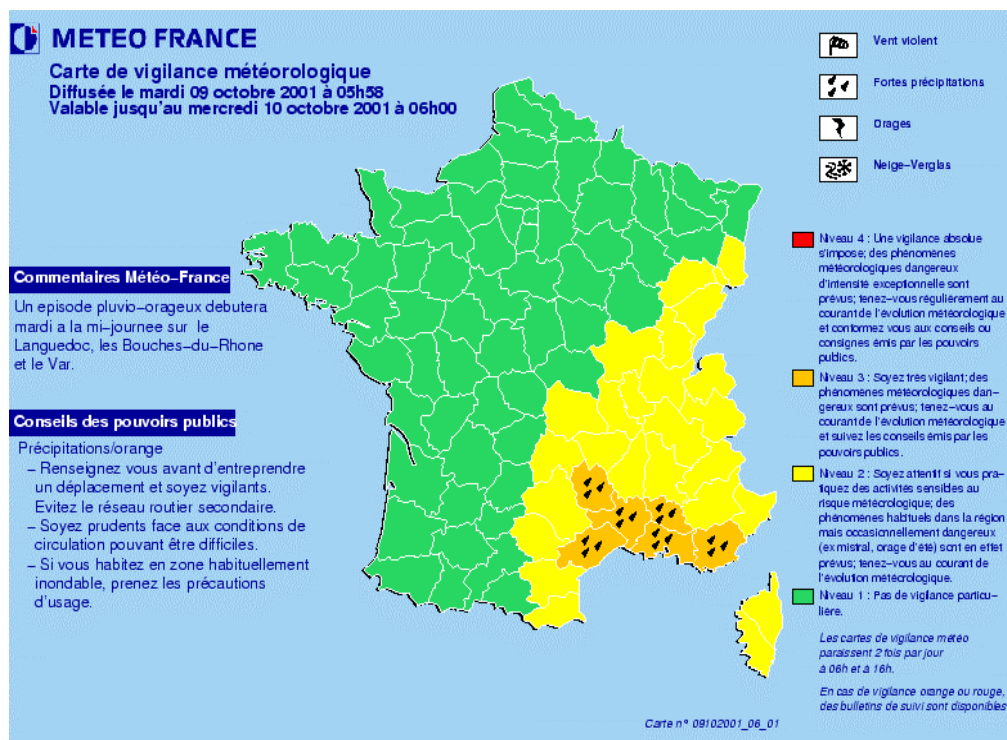 METEO FRANCE
Carte de vigilance météorologique
Diffusée le mardi 09 octobre 2001 à 05h58
Valable jusqu'au mercredi 10 octobre 2001 à 06h00
Commentaires Météo–France
Un episode pluvio–orageux debutera
mardi a la mi–journee sur le
Languedoc, les Bouches–du–Rhone
et le Var.
Conseils des pouvoirs publics
Précipitations/orange
– Renseignez vous avant d'entreprendre
un déplacement et soyez vigilants.
Evitez le réseau routier secondaire.
– Soyez prudents face aux conditions de
circulation pouvant être difficiles.
– Si vous habitez en zone habituellement
inondable, prenez les précautions
d'usage.
Vent violent
Fortes précipitations
Orages
Neige–Verglas
Niveau 4 : Une vigilance absolue
s'impose; des phénomènes
météorologiques dangereux
d'intensité exceptionnelle sont
prévus; tenez–vous régulièrement au
courant de l'évolution météorologique
et conformez vous aux conseils ou
consignes émis par les pouvoirs
publics.
Niveau 3 : Soyez très vigilant; des
phénomènes météorologiques dan–
gereux sont prévus; tenez–vous au
courant de l'évolution météorologique
et suivez les conseils émis par les
pouvoirs publics.
Niveau 2 : Soyez attentif si vous pra–
tiquez des activités sensibles au
risque météorologique; des
phénomènes habituels dans la région
mais occasionnellement dangereux
(ex mistral, orage d'été) sont en effet
prévus; tenez–vous au courant de
l'évolution météorologique.
Niveau 1 : Pas de vigilance particu–
lière.
Les cartes de vigilance météo
paraissent 2 fois par jour
à 06h et à 16h.
En cas de vigilance orange ou rouge,
des bulletins de suivi sont disponibles
Carte n° 09102001_06_01